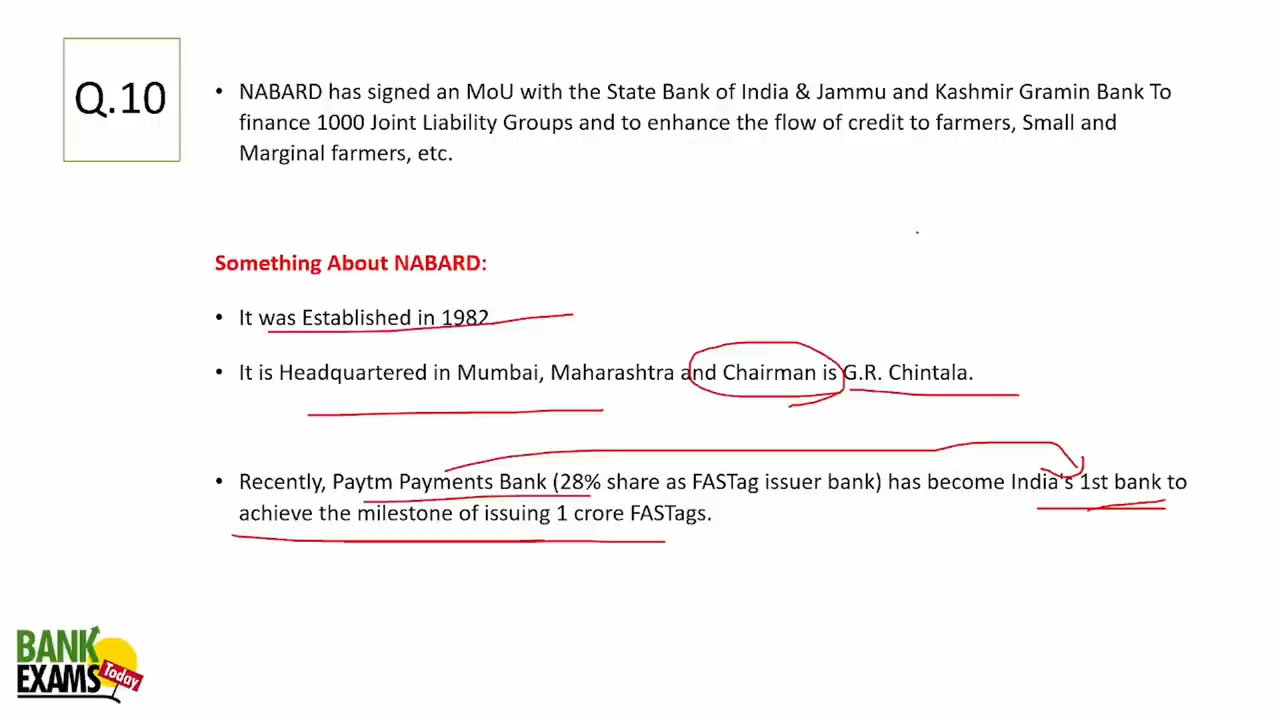 Q.10
• NABARD has signed an MoU with the State Bank of India & Jammu and Kashmir Gramin Bank To
finance 1000 Joint Liability Groups and to enhance the flow of credit to farmers, Small and
Marginal farmers, etc.
Something About NABARD:
• It was Established in 1982.
• It is Headquartered in Mumbai, Maharashtra and Chairman is G.R. Chintala.
• Recently, Paytm Payments Bank (28% share as FASTag issuer bank) has become India's 1st bank to
achieve the milestone of issuing 1 crore FASTags.
BANK
EXAMS Today